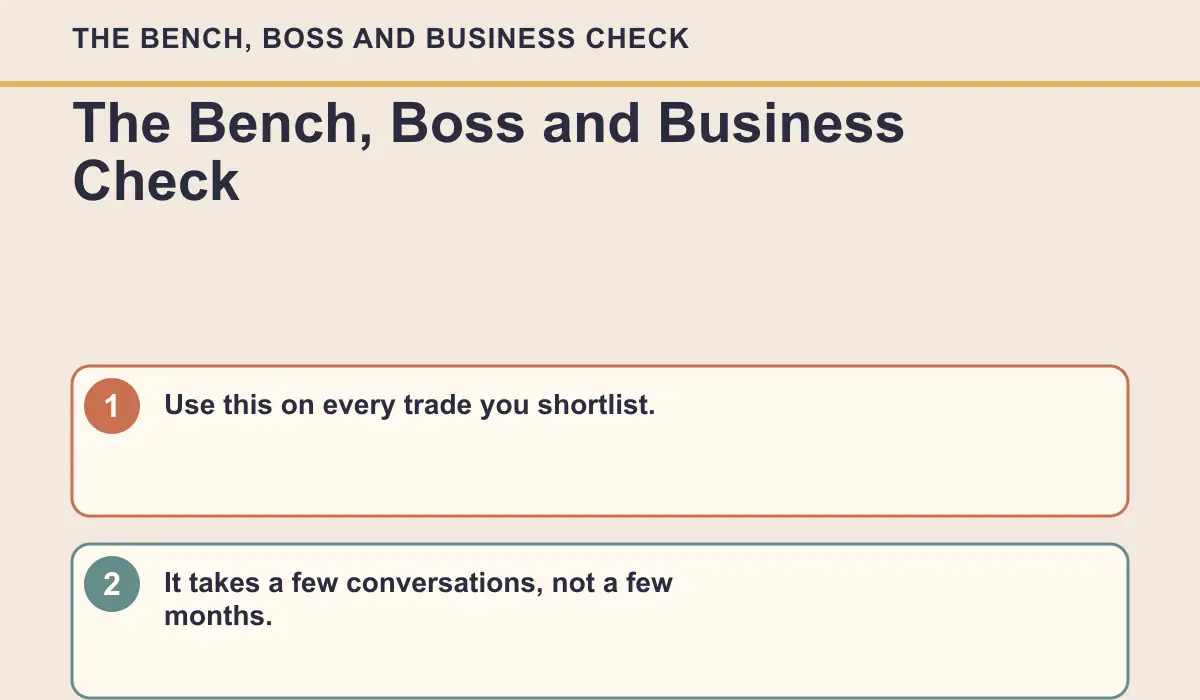 THE BENCH, BOSS AND BUSINESS CHECK
The Bench, Boss and Business
Check
1
Use this on every trade you shortlist.
2
It takes a few conversations, not a few
months.